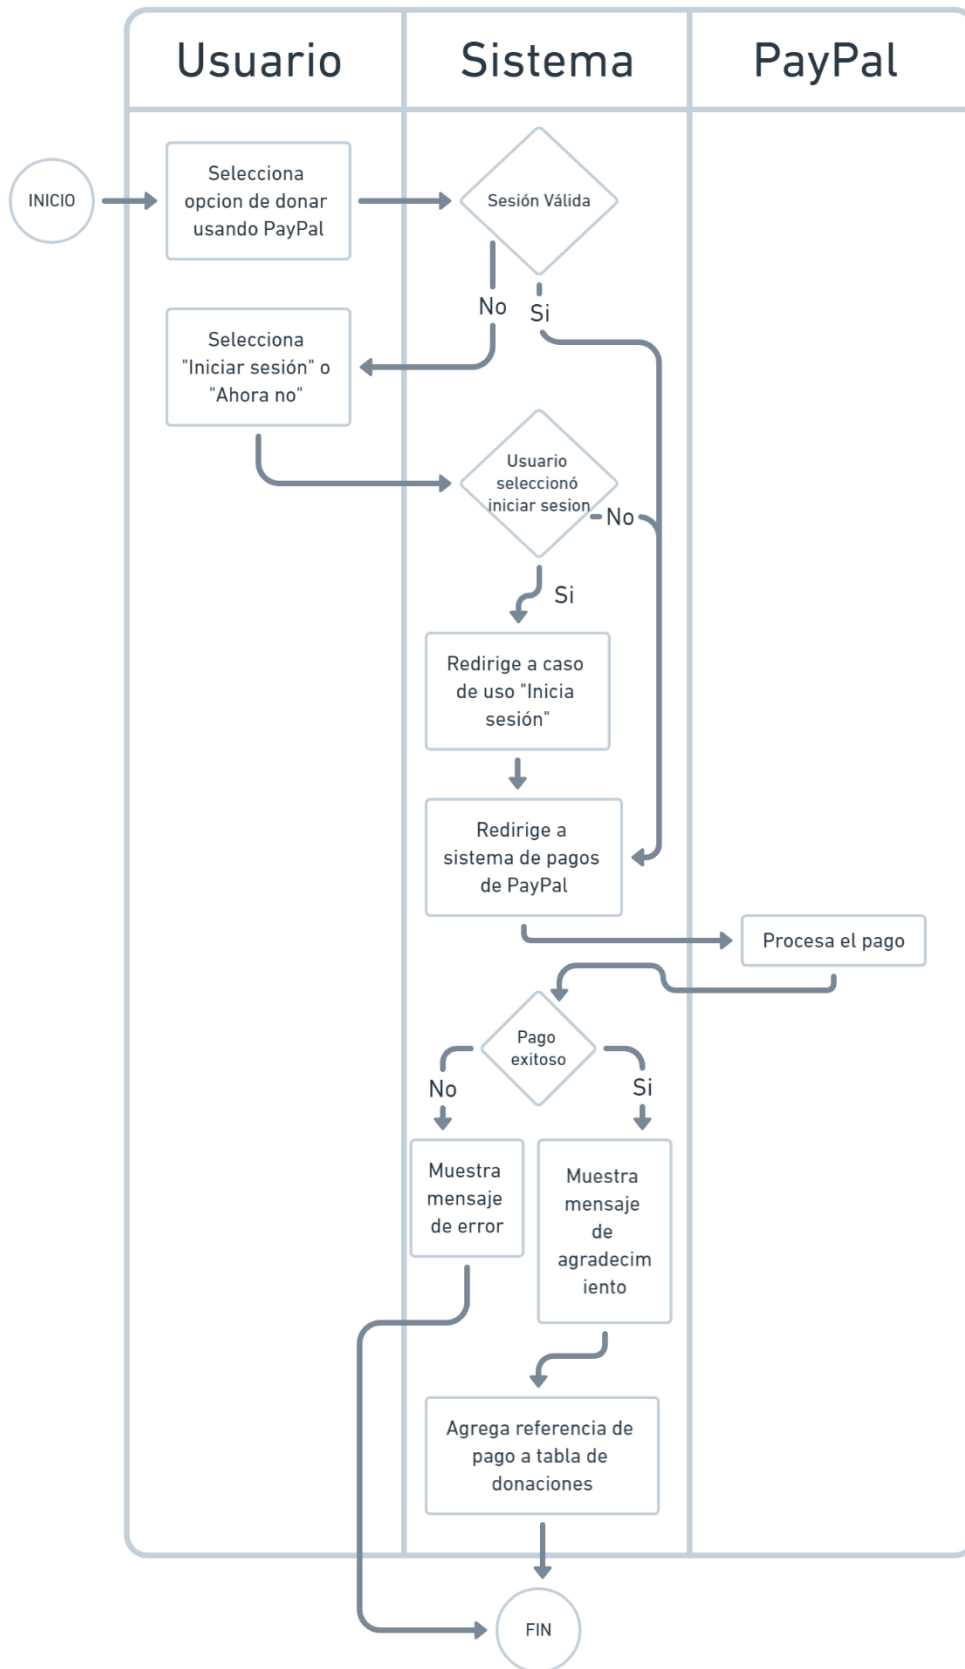 Usuario
Sistema
PayPal
INICIO
Selecciona
opcion de donar
usando PayPal
Sesión Válida
No
Si
Selecciona
"Iniciar sesión" o
"Ahora no"
Usuario
seleccionó
iniciar sesion
No
Si
Redirige a caso
de uso "Inicia
sesión"
Redirige a
sistema de pagos
de PayPal
Procesa el pago
Pago
exitoso
No
Si
Muestra
mensaje
de error
Muestra
mensaje
de
agradecim
iento
Agrega referencia de
pago a tabla de
donaciones
FIN